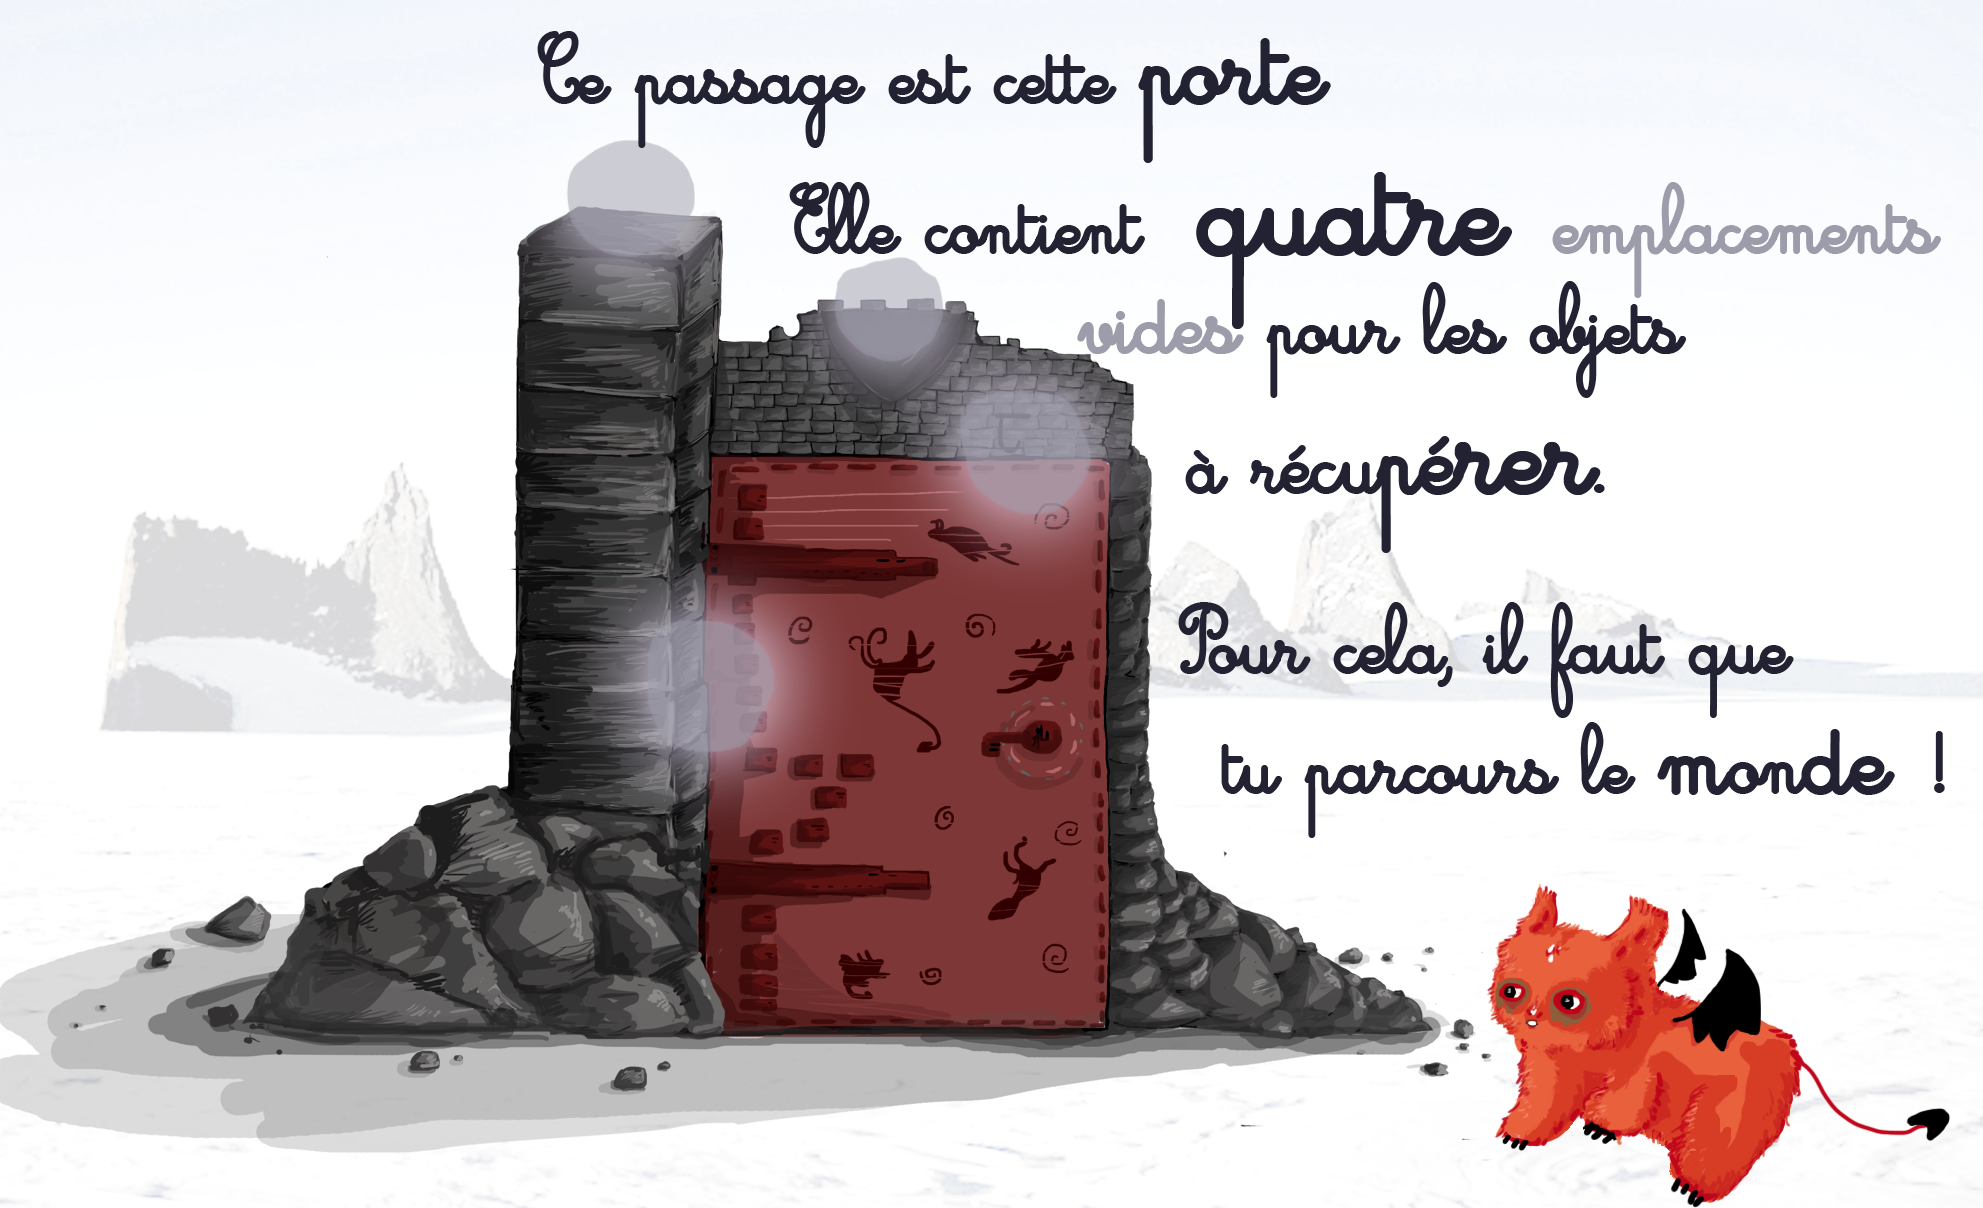 Ce passage est cette porte
Elle contient quatre emplacements
vides pour les objets
à récupérer.
Pour cela, il faut que
tu parcours le monde !